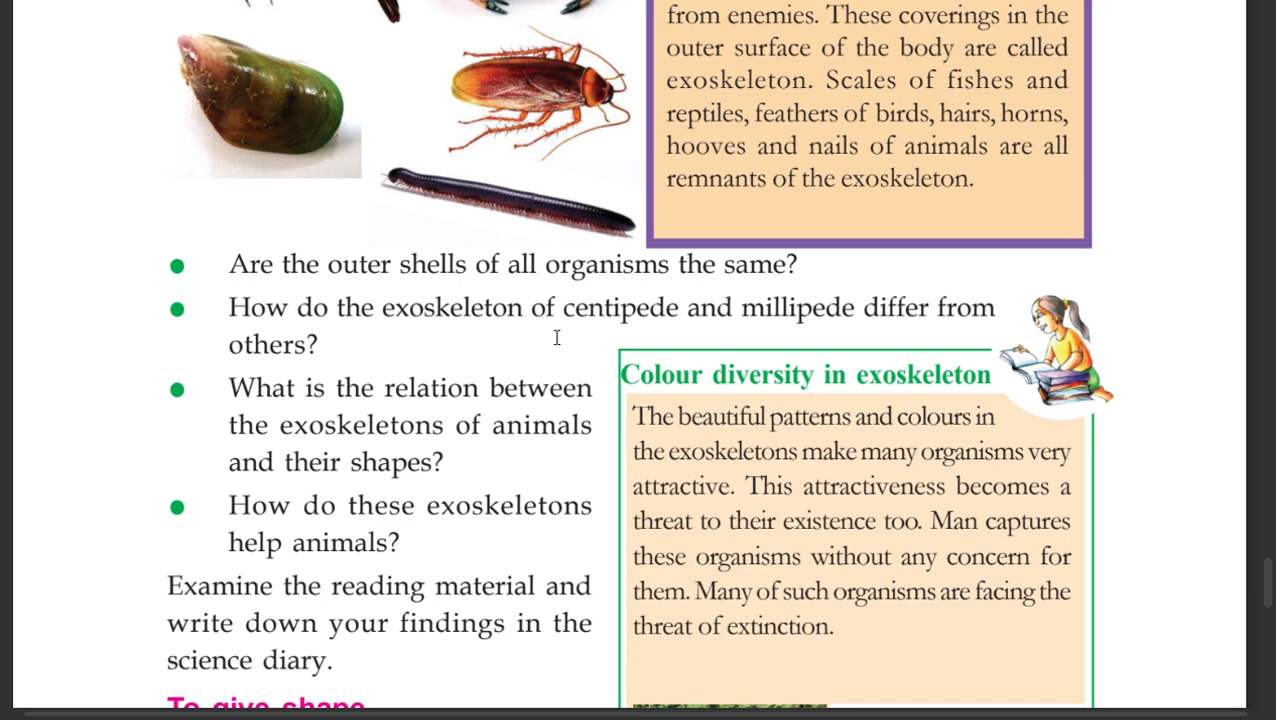 from enemies. These coverings in the
outer surface of the body are called
exoskeleton. Scales of fishes and
reptiles, feathers of birds, hairs, horns,
hooves and nails of animals are all
remnants of the exoskeleton.
● Are the outer shells of all organisms the same?
● How do the exoskeleton of centipede and millipede differ from
others?
● What is the relation between
the exoskeletons of animals
and their shapes?
● How do these exoskeletons
help animals?
Examine the reading material and
write down your findings in the
science diary.
To give shape
Colour diversity in exoskeleton
The beautiful patterns and colours in
the exoskeletons make many organisms very
attractive. This attractiveness becomes a
threat to their existence too. Man captures
these organisms without any concern for
them. Many of such organisms are facing the
threat of extinction.